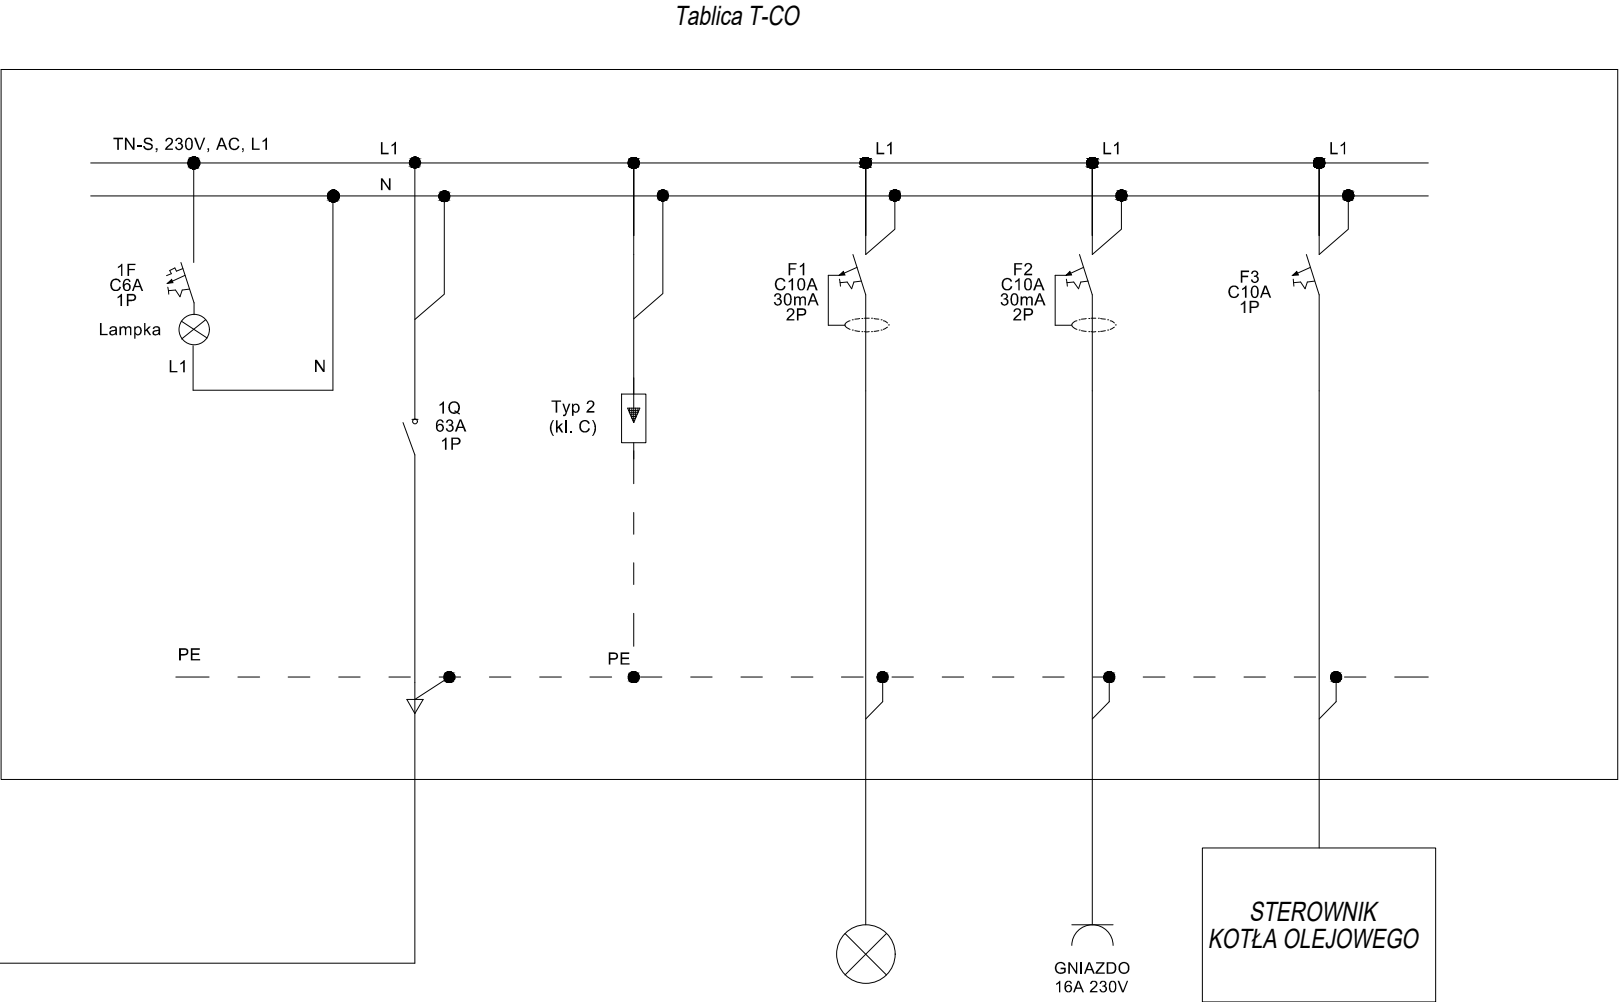 Tablica T-CO
TN-S, 230V, AC, L1
L1
L1
L1
L1
N
1F
C6A
1P
Lampka
L1
N
1Q
63A
1P
Typ 2
(kl. C)
F1
C10A
30mA
2P
F2
C10A
30mA
2P
F3
C10A
1P
PE
PE
GNIAZDO
16A 230V
STEROWNIK
KOTŁA OLEJOWEGO